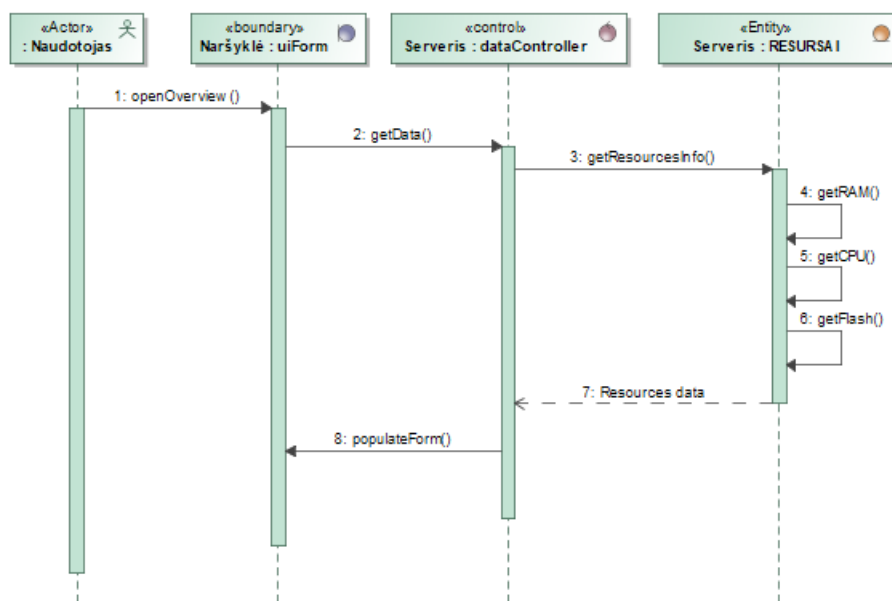 «Actor»
: Naudotojas
«boundary»
Naršyklė : uiForm
«control»
Serveris : dataController
«Entity»
Serveris : RESURSAI
1: openOverview ()
2: getData()
3: getResourcesInfo()
4: getRAM()
5: getCPU()
6: getFlash()
7: Resources data
8: populateForm()